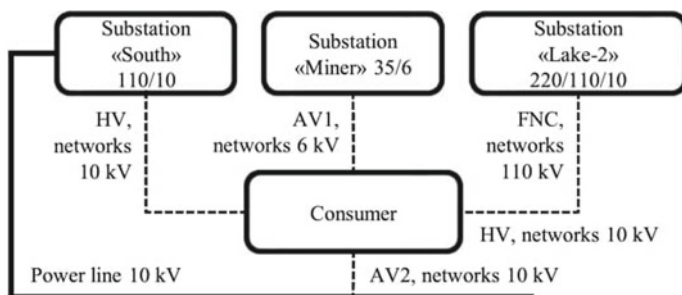 Substation
«South»
110/10
Substation
«Miner» 35/6
Substation
«Lake-2»
220/110/10
HV,
networks
10 kV
AV1,
networks 6 kV
FNC,
networks
110 kV
Consumer
HV, networks 10 kV
Power line 10 kV
AV2, networks 10 kV